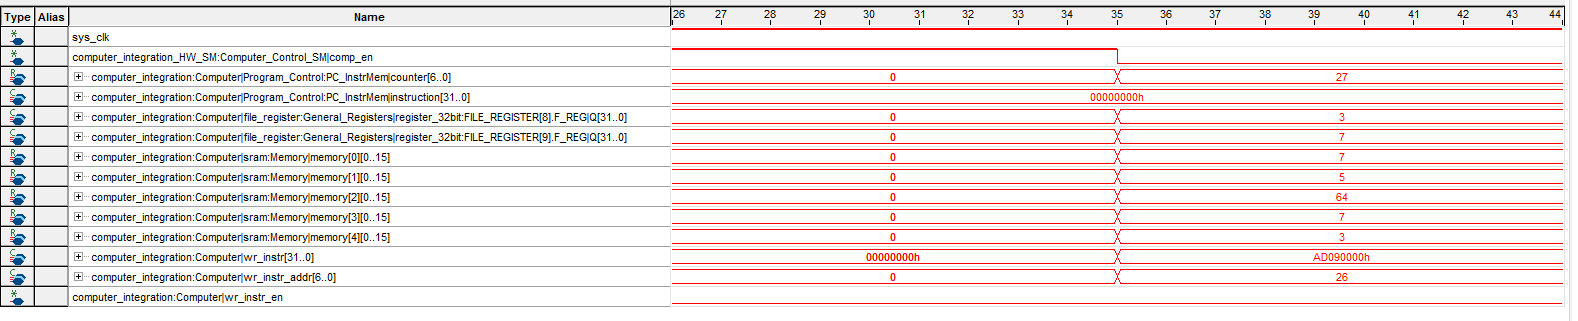 Type Alias Name 26 27 28 29 30 31 32 33 34 35 36 37 38 39 40 41 42 43 44
sys_clk
computer_integration_HW_SM:Computer_Control_SM|comp_en
computer_integration:Computer|Program_Control:PC_InstrMem|counter[6..0] 0 27
computer_integration:Computer|Program_Control:PC_InstrMem|instruction[31..0] 00000000h
computer_integration:Computer|file_register:General_Registers|register_32bit:FILE_REGISTER[8].F_REG|Q[31..0] 0 3
computer_integration:Computer|file_register:General_Registers|register_32bit:FILE_REGISTER[9].F_REG|Q[31..0] 0 7
computer_integration:Computer|sram:Memory|memory[0][0..15] 0 7
computer_integration:Computer|sram:Memory|memory[1][0..15] 0 5
computer_integration:Computer|sram:Memory|memory[2][0..15] 0 64
computer_integration:Computer|sram:Memory|memory[3][0..15] 0 7
computer_integration:Computer|sram:Memory|memory[4][0..15] 0 3
computer_integration:Computer|wr_instr[31..0] 00000000h AD090000h
computer_integration:Computer|wr_instr_addr[6..0] 0 26
computer_integration:Computer|wr_instr_en